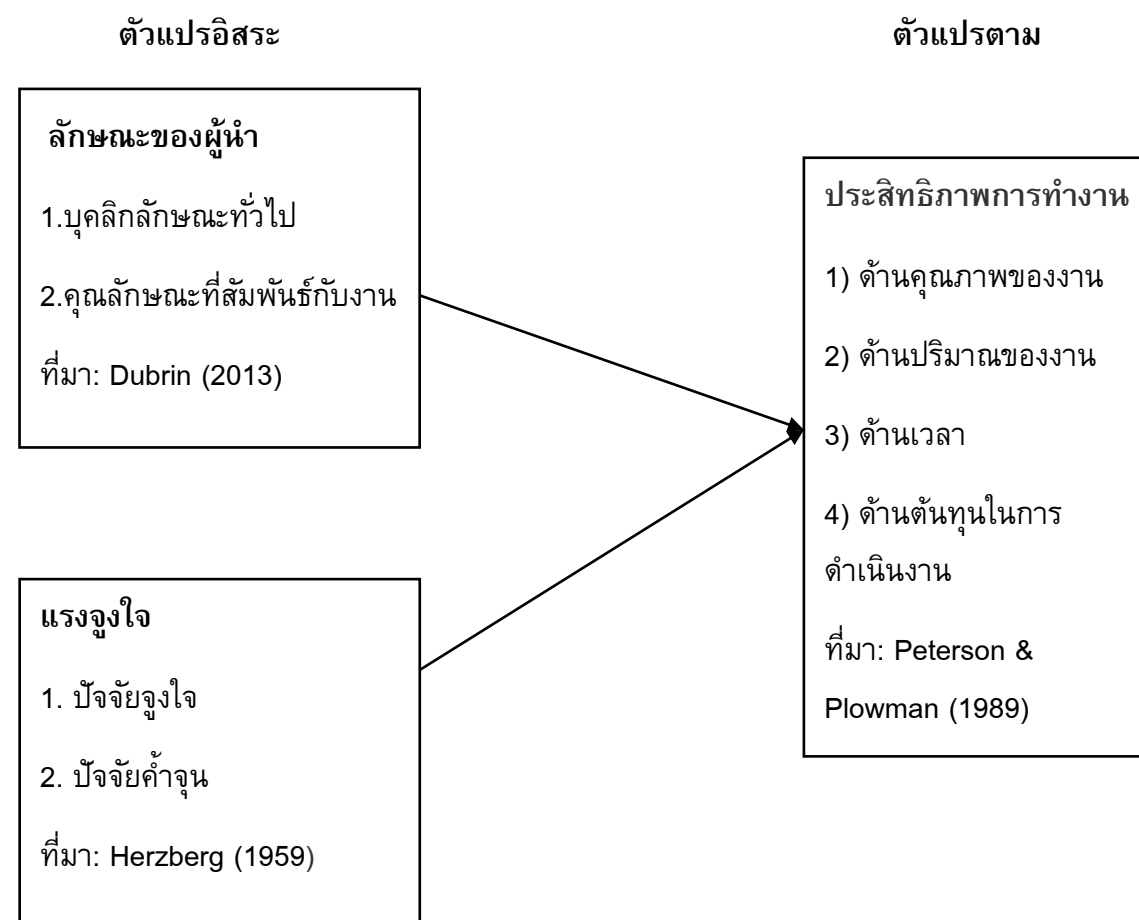 ตัวแปรอิสระ
ตัวแปรตาม
ลักษณะของผู้นำ
1.บุคลิกลักษณะทั่วไป
2.คุณลักษณะที่สัมพันธ์กับงาน
ที่มา: Dubrin (2013)
แรงจูงใจ
1. ปัจจัยจูงใจ
2. ปัจจัยค้ำจุน
ที่มา: Herzberg (1959)
ประสิทธิภาพการทำงาน
1) ด้านคุณภาพของงาน
2) ด้านปริมาณของงาน
3) ด้านเวลา
4) ด้านต้นทุนในการ
ดำเนินงาน
ที่มา: Peterson &
Plowman (1989)